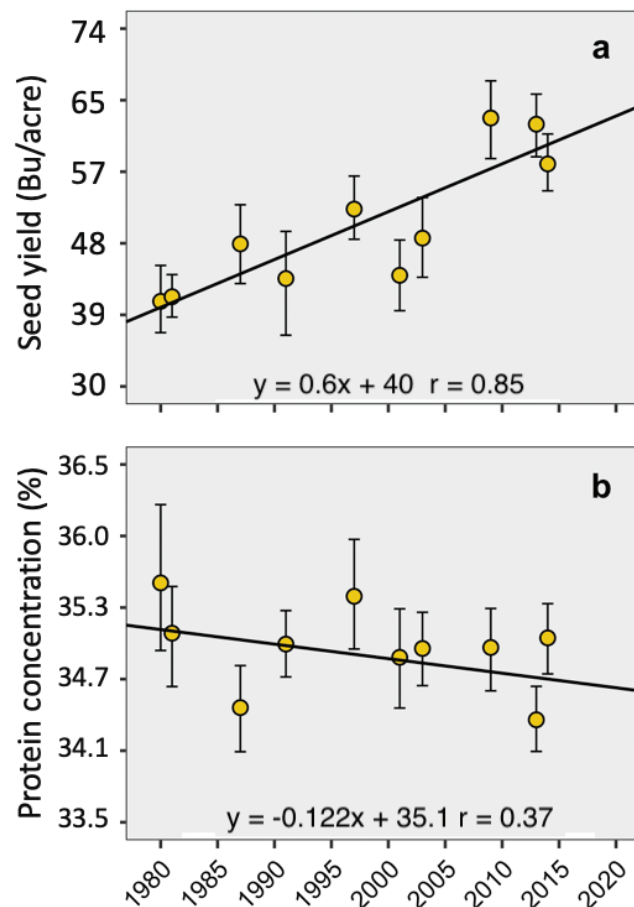 74
a
65
57
48
39
30
Seed yield (Bu/acre)
y = 0.6x + 40 r = 0.85
36.5
b
36.0
35.3
34.7
34.1
33.5
Protein concentration (%)
y = -0.122x + 35.1 r = 0.37
1980 1985 1990 1995 2000 2005 2010 2015 2020